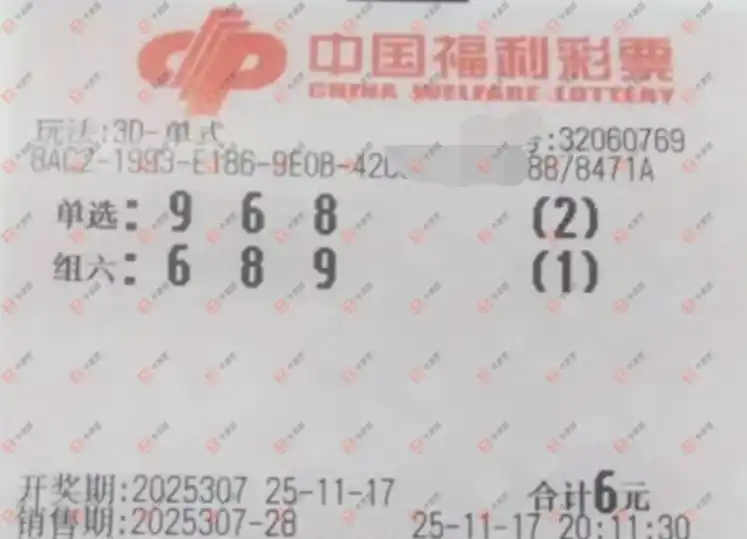 中国福利彩票
CHINA WELFARE LOTTERY
玩法:3D-单式 号:32060769
8AC2-1993-E186-9E0B-42 88/8471A
单选: 9 6 8 (2)
组六: 6 8 9 (1)
开奖期:2025307 25-11-17 合计6元
销售期:2025307-28 25-11-17 20:11:30